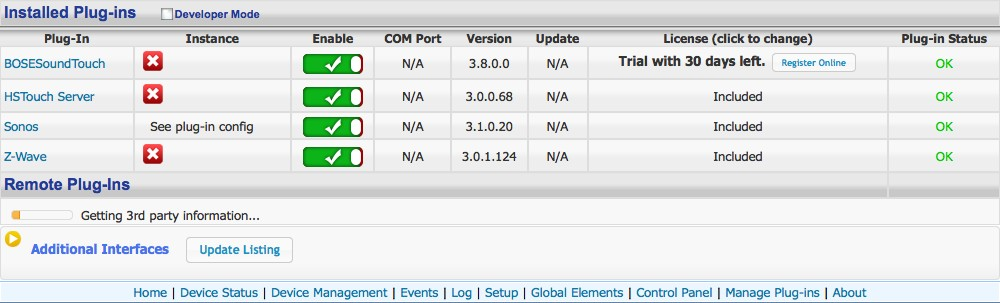 Installed Plug-ins Developer Mode
Plug-In Instance Enable COM Port Version Update License (click to change) Plug-in Status
BOSESoundTouch N/A 3.8.0.0 N/A Trial with 30 days left. Register Online OK
HSTouch Server N/A 3.0.0.68 N/A Included OK
Sonos See plug-in config N/A 3.1.0.20 N/A Included OK
Z-Wave N/A 3.0.1.124 N/A Included OK
Remote Plug-Ins
Getting 3rd party information...
Additional Interfaces Update Listing
Home | Device Status | Device Management | Events | Log | Setup | Global Elements | Control Panel | Manage Plug-ins | About